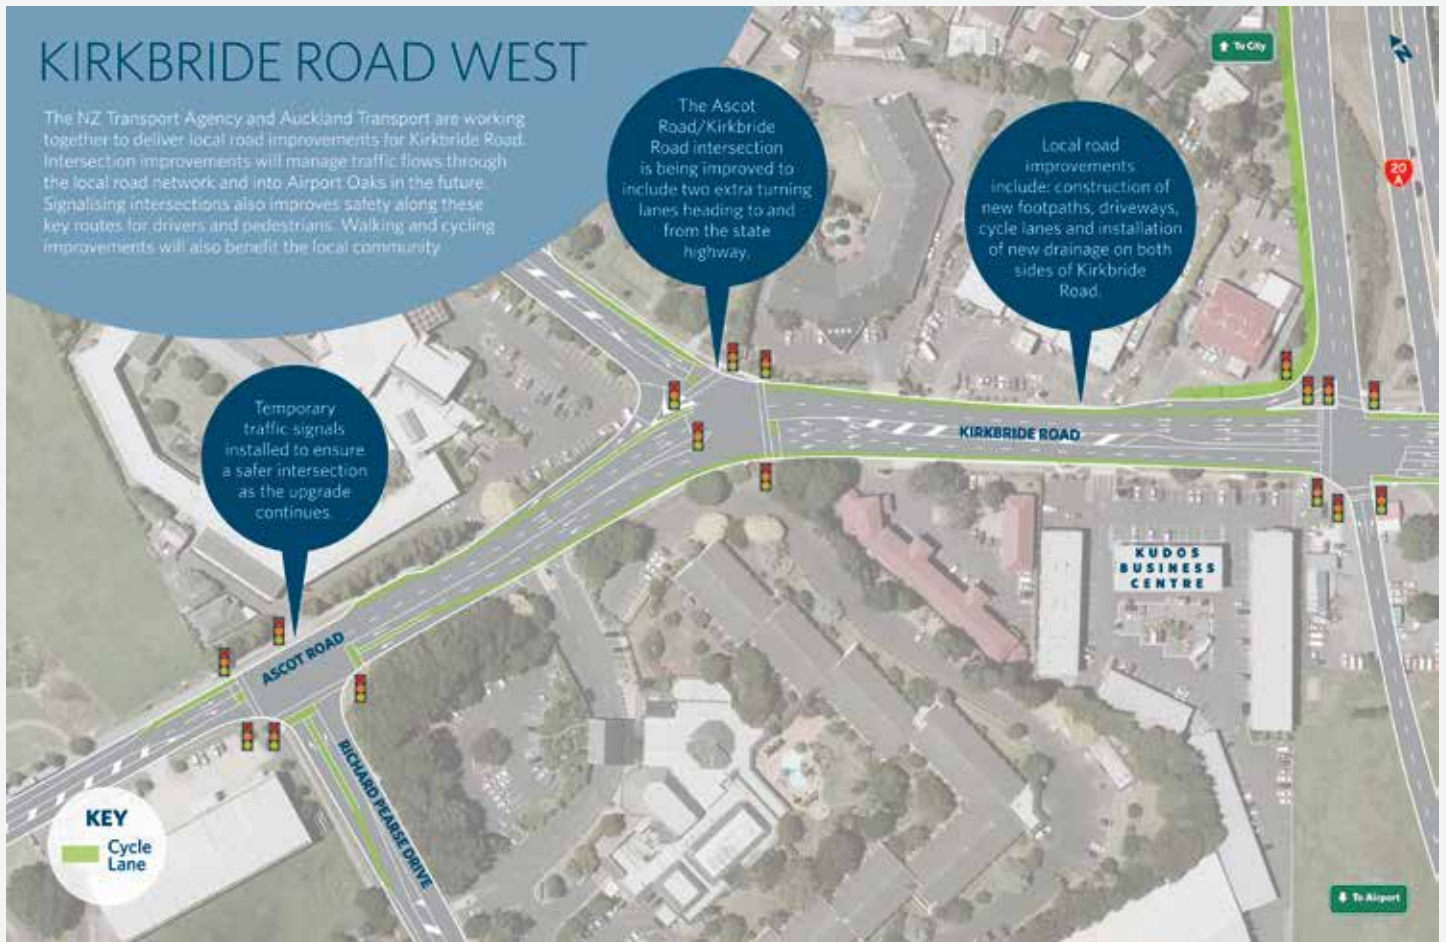 KIRKBRIDE ROAD WEST
The NZ Transport Agency and Auckland Transport are working
together to deliver local road improvements for Kirkbride Road.
Intersection improvements will manage traffic flows through
the local road network and into Airport Oaks in the future.
Signalising intersections also improves safety along these
key routes for drivers and pedestrians. Walking and cycling
improvements will also benefit the local community
The Ascot
Road/Kirkbride
Road intersection
is being improved to
include two extra turning
lanes heading to and
from the state
highway.
Local road
improvements
include: construction of
new footpaths, driveways,
cycle lanes and installation
of new drainage on both
sides of Kirkbride
Road.
To City
N
20
A
Temporary
traffic signals
installed to ensure
a safer intersection
as the upgrade
continues.
KIRKBRIDE ROAD
KUDOS
BUSINESS
CENTRE
ASCOT ROAD
RICHARD PEARSE DRIVE
KEY
Cycle
Lane
To Airport